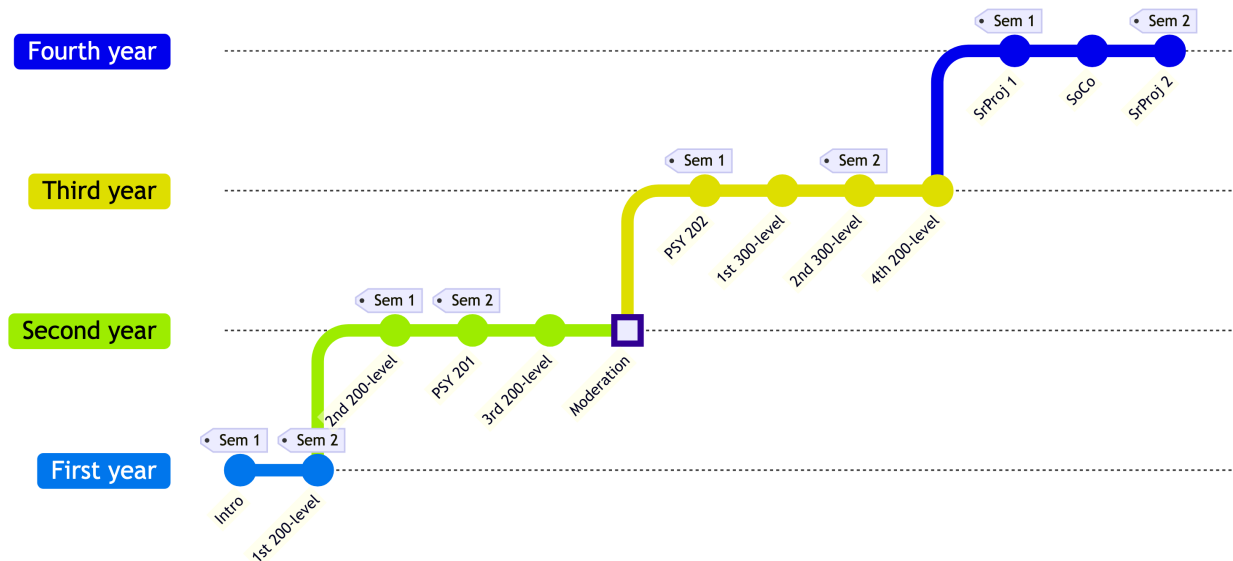 Sem 1
Sem 2
Fourth year
SrProj 1
SoCo
SrProj 2
Sem 1
Sem 2
Third year
PSY 202
1st 300-level
2nd 300-level
4th 200-level
Sem 1
Sem 2
Second year
2nd 200-level
PSY 201
3rd 200-level
Moderation
Sem 1
Sem 2
First year
Intro
1st 200-level